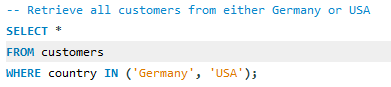 -- Retrieve all customers from either Germany or USA
SELECT *
FROM customers
WHERE country IN ('Germany', 'USA');